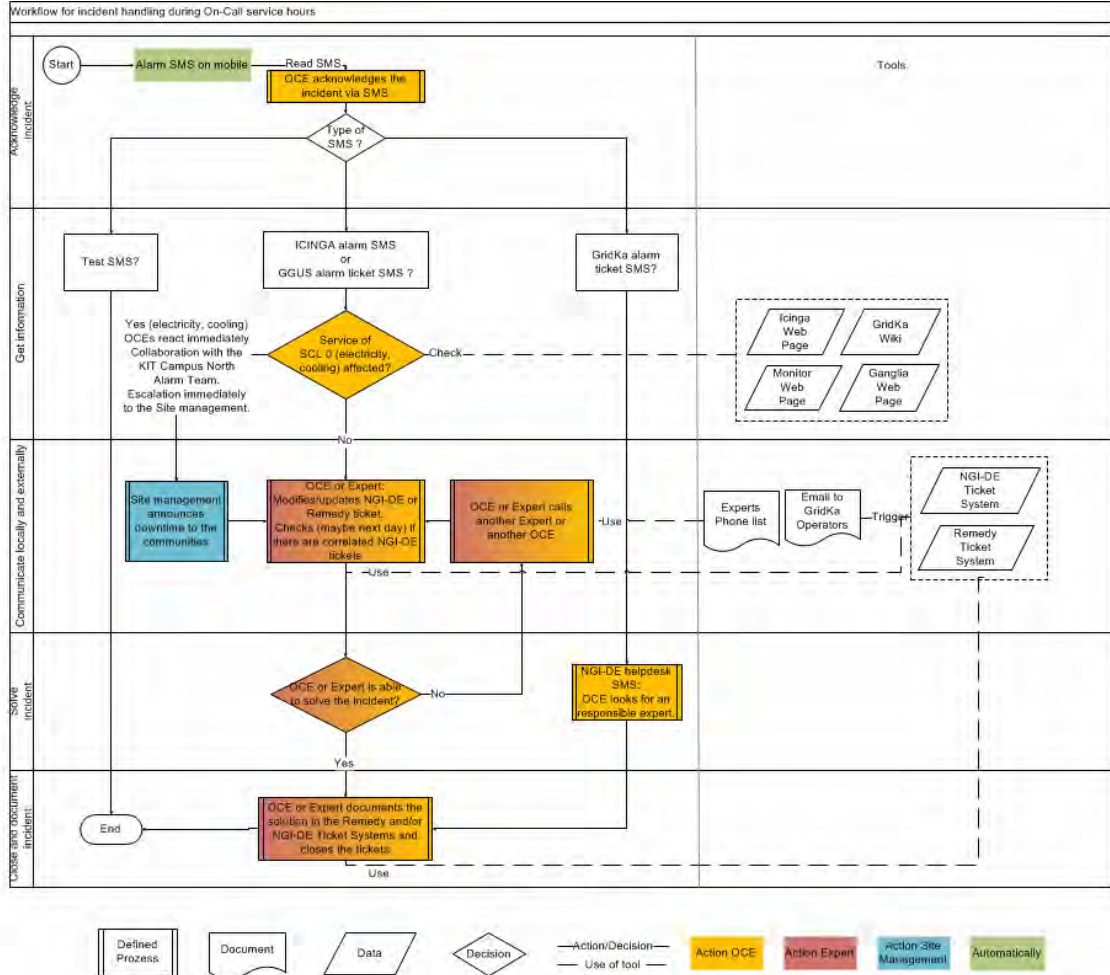 Workflow for incident handling during On-Call service hours
Acknowledge
incident
Start
Alarm SMS on mobile
Read SMS
OCE acknowledges the
incident via SMS
Type of
SMS ?
Tools.
Get information
Test SMS?
ICINGA alarm SMS
or
GGUS alarm ticket SMS ?
GridKa alarm
ticket SMS?
Yes (electricity, cooling)
OCEs react immediately
Collaboration with the
KIT Campus North
Alarm Team.
Escalation immediately
to the Site management.
Service of
SCL 0 (electricity,
cooling) affected?
Check
Icinga
Web
Page
GridKa
Wiki
Monitor
Web
Page
Ganglia
Web
Page
No
Communicate locally and externally
Site management
announces
downtime to the
communities
OCE or Expert:
Modifies/updates NGI-DE or
Remedy ticket.
Checks (maybe next day) if
there are correlated NGI-DE
tickets
OCE or Expert calls
another Expert or
another OCE
Use
Experts
Phone list
Email to
GridKa
Operators
Trigger
NGI-DE
Ticket
System
Remedy
Ticket
System
Use
Solve
incident
OCE or Expert is able
to solve the incident?
No
NGI-DE helpdesk
SMS:
OCE looks for an
responsible expert.
Yes
Close and document
incident
End
OCE or Expert documents the
solution in the Remedy and/or
NGI-DE Ticket Systems and
closes the tickets
Use
Defined
Prozess
Document
Data
Decision
Action/Decision
Use of tool
Action OCE
Action Expert
Action Site
Management
Automatically